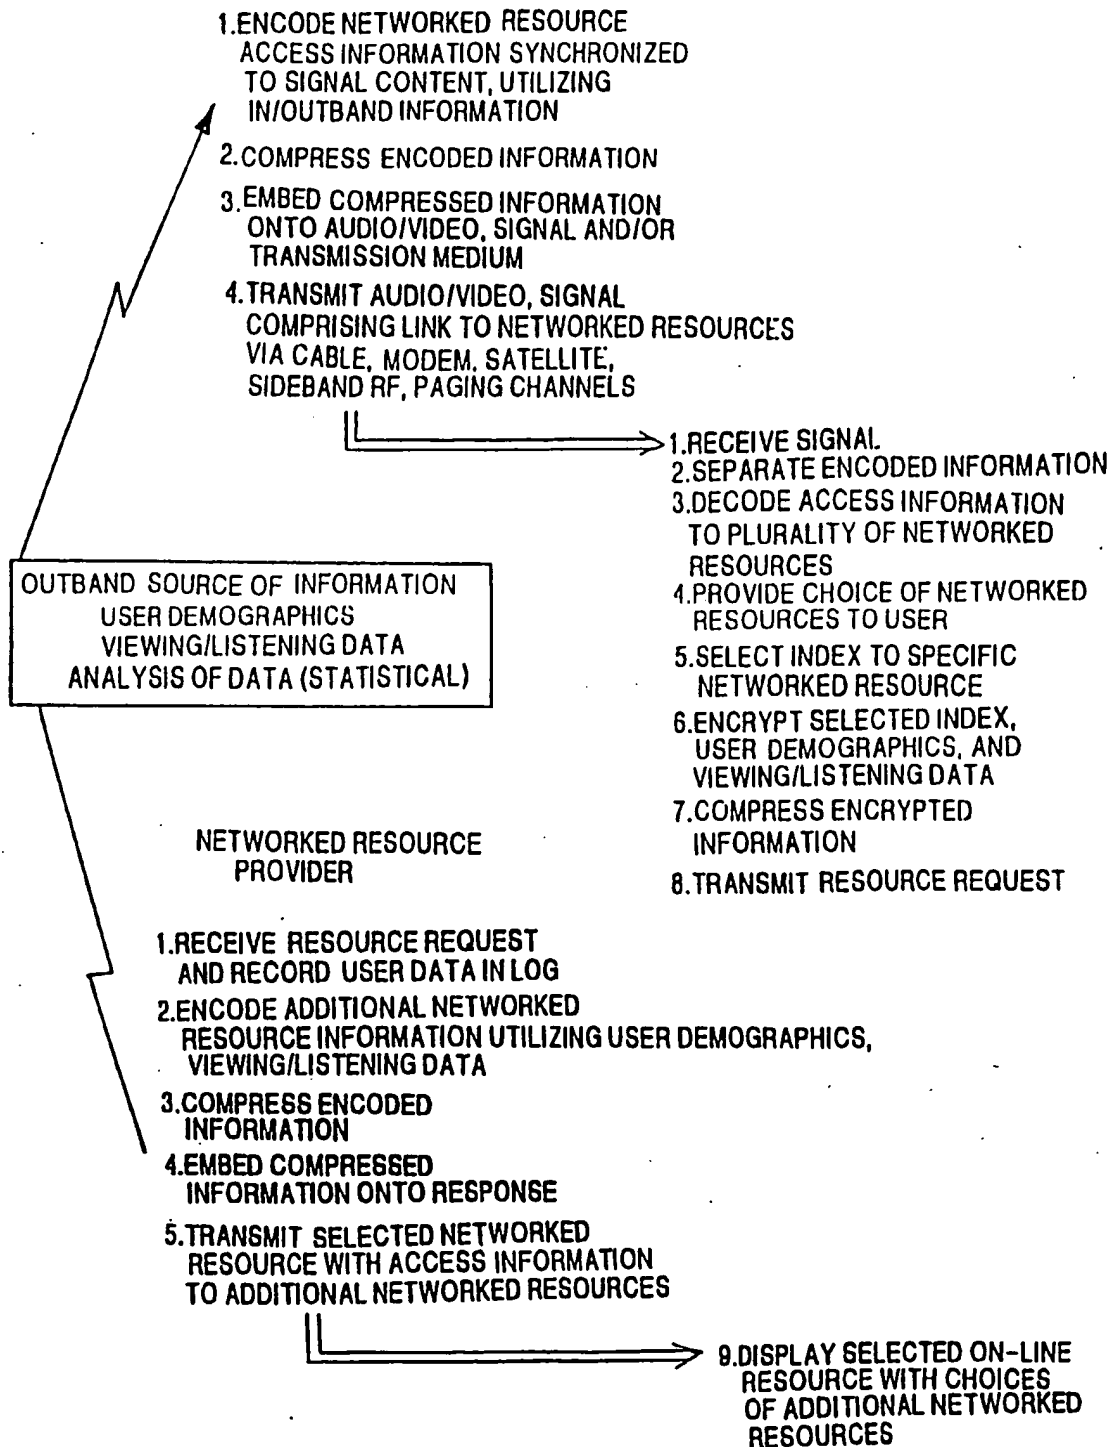 1.ENCODE NETWORKED RESOURCE
ACCESS INFORMATION SYNCHRONIZED
TO SIGNAL CONTENT, UTILIZING
IN/OUTBAND INFORMATION
2.COMPRESS ENCODED INFORMATION
3.EMBED COMPRESSED INFORMATION
ONTO AUDIO/VIDEO, SIGNAL AND/OR
TRANSMISSION MEDIUM
4.TRANSMIT AUDIO/VIDEO, SIGNAL
COMPRISING LINK TO NETWORKED RESOURCES
VIA CABLE, MODEM, SATELLITE,
SIDEBAND RF, PAGING CHANNELS
1.RECEIVE SIGNAL
2.SEPARATE ENCODED INFORMATION
3.DECODE ACCESS INFORMATION
TO PLURALITY OF NETWORKED
RESOURCES
4.PROVIDE CHOICE OF NETWORKED
RESOURCES TO USER
5.SELECT INDEX TO SPECIFIC
NETWORKED RESOURCE
6.ENCRYPT SELECTED INDEX,
USER DEMOGRAPHICS, AND
VIEWING/LISTENING DATA
7.COMPRESS ENCRYPTED
INFORMATION
8.TRANSMIT RESOURCE REQUEST
OUTBAND SOURCE OF INFORMATION
USER DEMOGRAPHICS
VIEWING/LISTENING DATA
ANALYSIS OF DATA (STATISTICAL)
NETWORKED RESOURCE
PROVIDER
1.RECEIVE RESOURCE REQUEST
AND RECORD USER DATA IN LOG
2.ENCODE ADDITIONAL NETWORKED
RESOURCE INFORMATION UTILIZING USER DEMOGRAPHICS,
VIEWING/LISTENING DATA
3.COMPRESS ENCODED
INFORMATION
4.EMBED COMPRESSED
INFORMATION ONTO RESPONSE
5.TRANSMIT SELECTED NETWORKED
RESOURCE WITH ACCESS INFORMATION
TO ADDITIONAL NETWORKED RESOURCES
9.DISPLAY SELECTED ON-LINE
RESOURCE WITH CHOICES
OF ADDITIONAL NETWORKED
RESOURCES